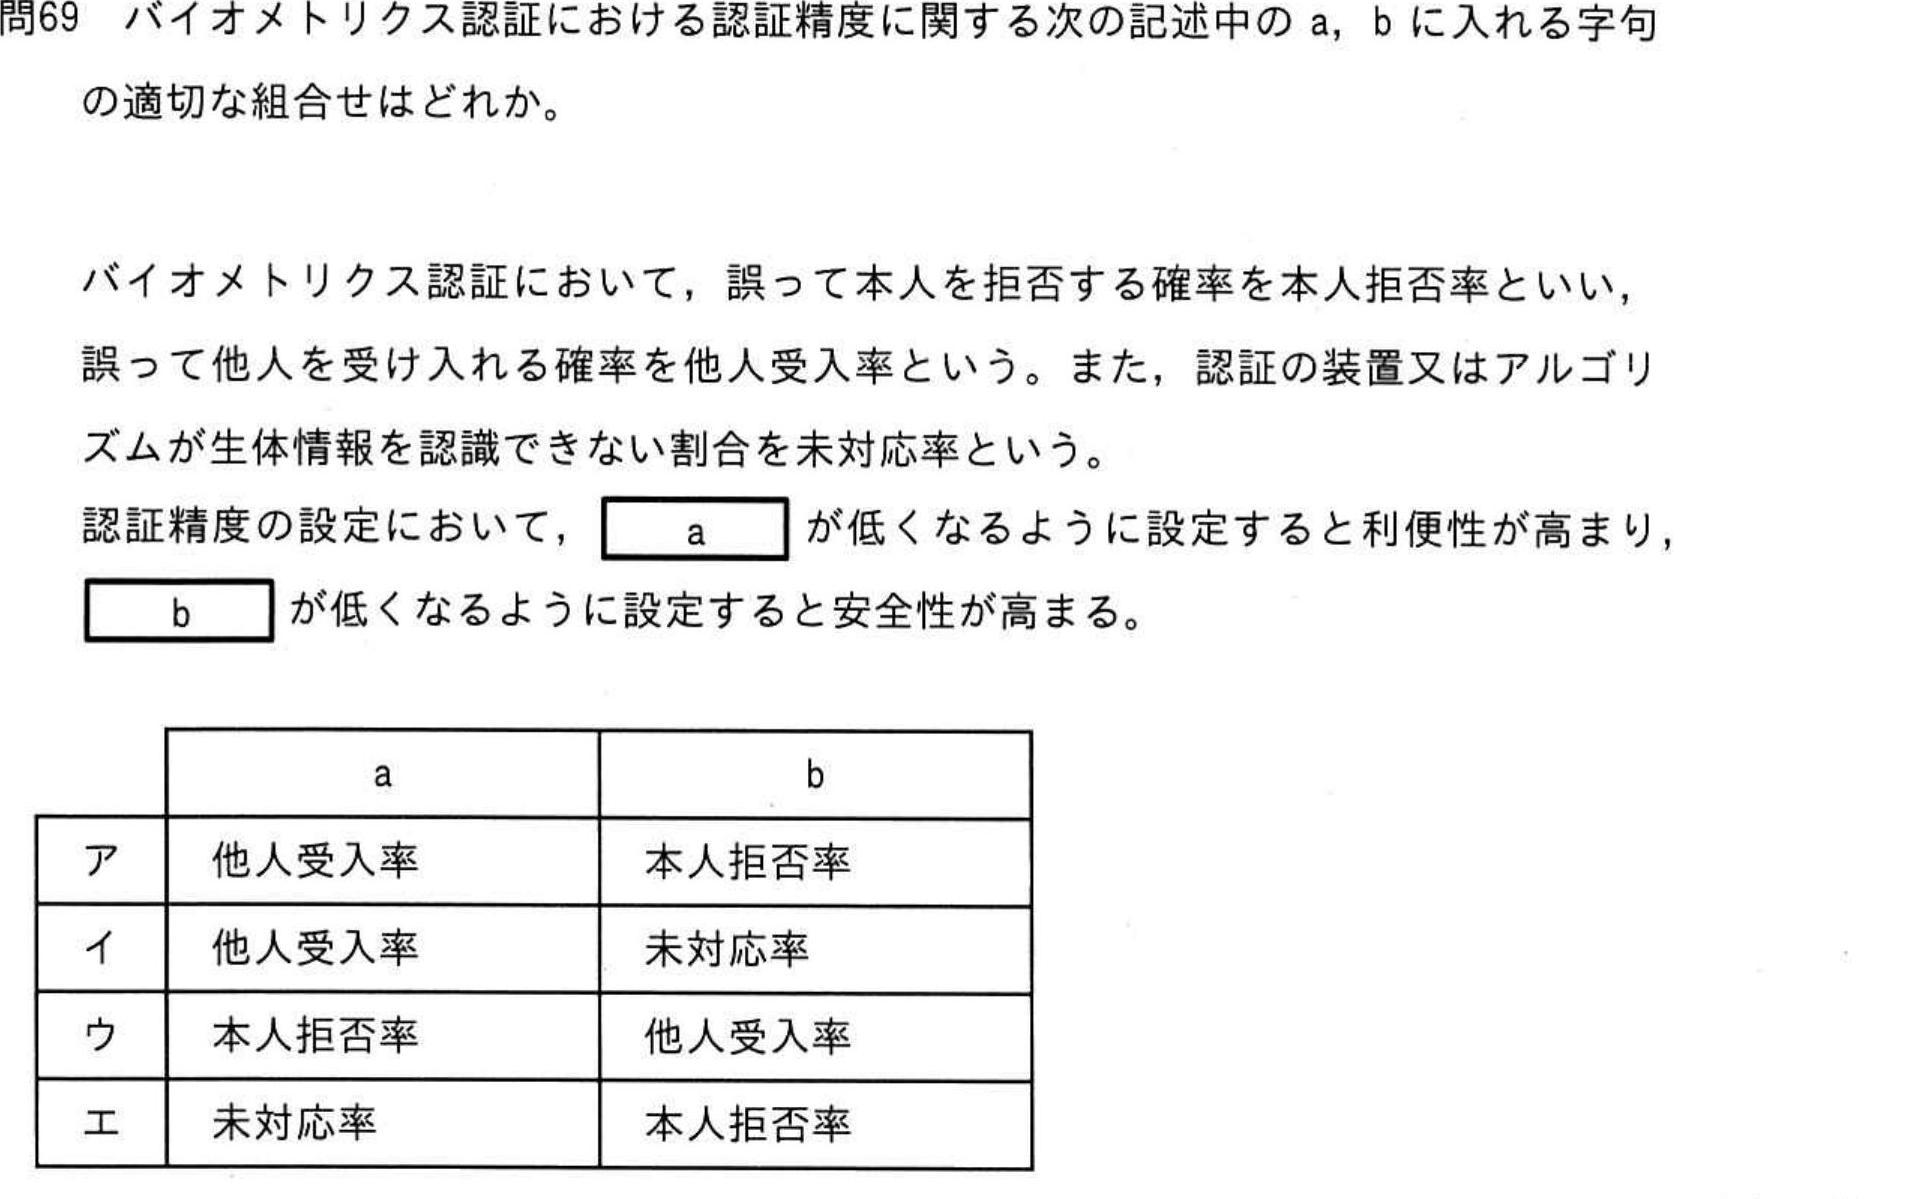 問69 バイオメトリクス認証における認証精度に関する次の記述中の a，b に入れる字句
の適切な組合せはどれか。
バイオメトリクス認証において，誤って本人を拒否する確率を本人拒否率といい，
誤って他人を受け入れる確率を他人受入率という。また，認証の装置又はアルゴリ
ズムが生体情報を認識できない割合を未対応率という。
認証精度の設定において， a が低くなるように設定すると利便性が高まり，
b が低くなるように設定すると安全性が高まる。
a b
ア 他人受入率 本人拒否率
イ 他人受入率 未対応率
ウ 本人拒否率 他人受入率
エ 未対応率 本人拒否率